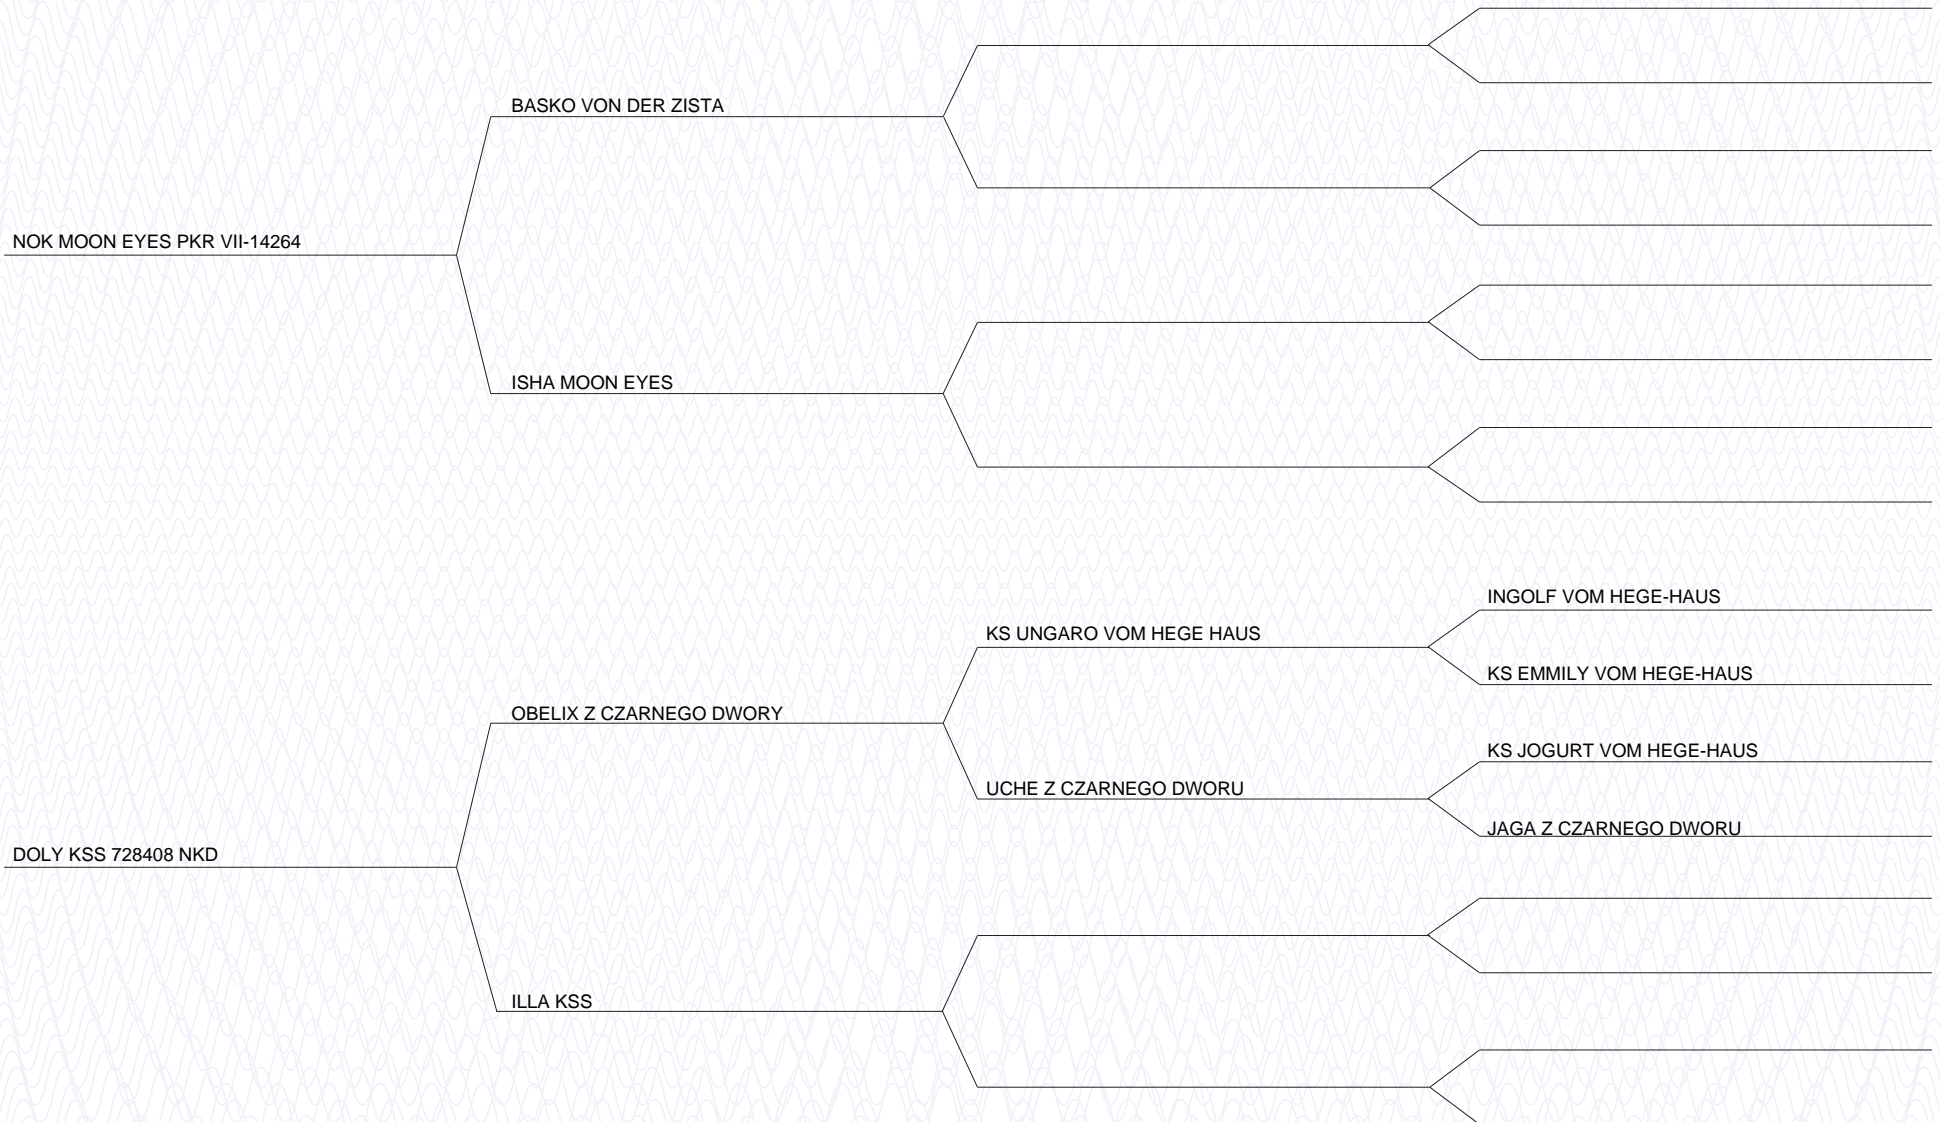 BASKO VON DER ZISTA
NOK MOON EYES PKR VII-14264
ISHA MOON EYES
INGOLF VOM HEGE-HAUS
KS UNGARO VOM HEGE HAUS
KS EMMILY VOM HEGE-HAUS
OBELIX Z CZARNEGO DWORY
KS JOGURT VOM HEGE-HAUS
UCHE Z CZARNEGO DWORU
JAGA Z CZARNEGO DWORU
DOLY KSS 728408 NKD
ILLA KSS